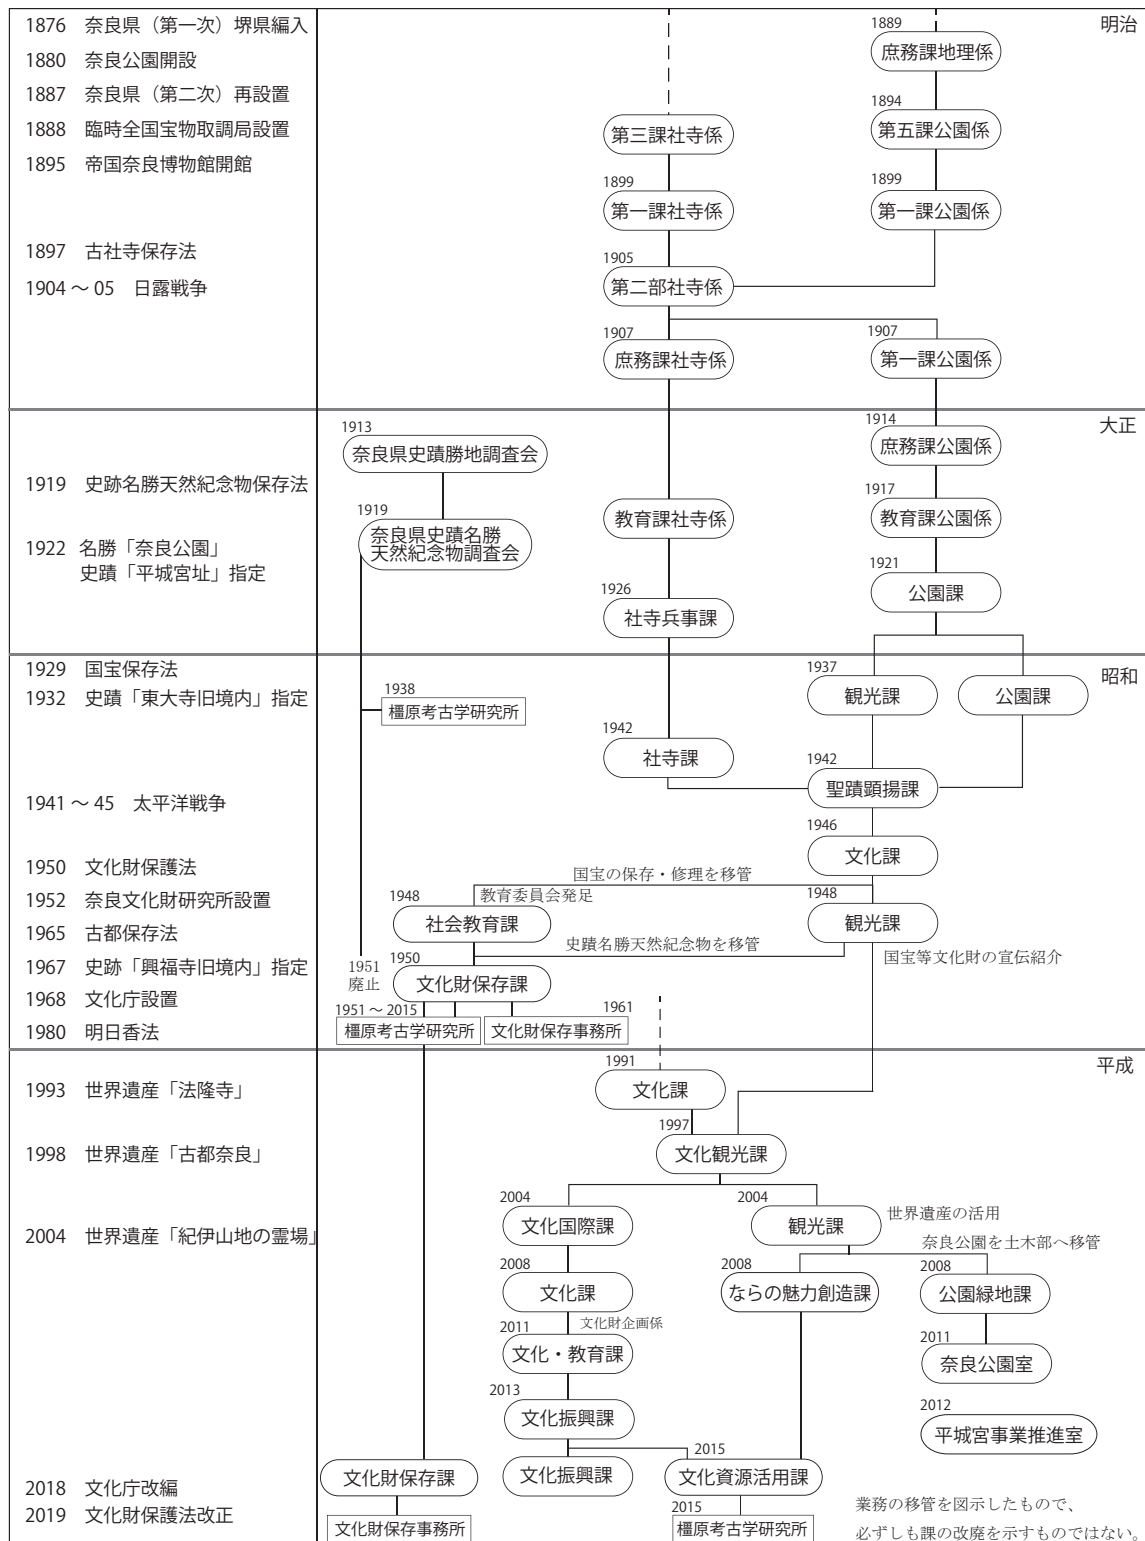 1876 奈良県（第一次）堺県編入
1880 奈良公園開設
1887 奈良県（第二次）再設置
1888 臨時全国宝物取調局設置
1895 帝国奈良博物館開館
1897 古社寺保存法
1904 ～ 05 日露戦争
明治
1889
庶務課地理係
1894
第三課社寺係
第五課公園係
1899
第一課社寺係
1899
第一課公園係
1905
第二部社寺係
1907
庶務課社寺係
1907
第一課公園係
1919 史跡名勝天然紀念物保存法
1922 名勝「奈良公園」
史蹟「平城宮址」指定
大正
1913
奈良県史蹟勝地調査会
1914
庶務課公園係
1919
奈良県史蹟名勝
天然紀念物調査会
教育課社寺係
1917
教育課公園係
1921
公園課
1926
社寺兵事課
1929 国宝保存法
1932 史蹟「東大寺旧境内」指定
1941 ～ 45 太平洋戦争
1950 文化財保護法
1952 奈良文化財研究所設置
1965 古都保存法
1967 史跡「興福寺旧境内」指定
1968 文化庁設置
1980 明日香法
昭和
1937
観光課
公園課
1938
橿原考古学研究所
1942
社寺課
1942
聖蹟顕揚課
1946
文化課
国宝の保存・修理を移管
教育委員会発足
1948
社会教育課
1948
観光課
史蹟名勝天然紀念物を移管
国宝等文化財の宣伝紹介
1951
廃止
1950
文化財保存課
1951 ～ 2015
橿原考古学研究所
1961
文化財保存事務所
1993 世界遺産「法隆寺」
1998 世界遺産「古都奈良」
2004 世界遺産「紀伊山地の霊場」
2018 文化庁改編
2019 文化財保護法改正
平成
1991
文化課
1997
文化観光課
2004
文化国際課
2004
観光課
世界遺産の活用
奈良公園を土木部へ移管
2008
文化課
2008
ならの魅力創造課
2008
公園緑地課
文化財企画係
2011
文化・教育課
2011
奈良公園室
2013
文化振興課
2012
平城宮事業推進室
文化財保存課
文化振興課
2015
文化資源活用課
文化財保存事務所
2015
橿原考古学研究所
業務の移管を図示したもので、
必ずしも課の改廃を示すものではない。